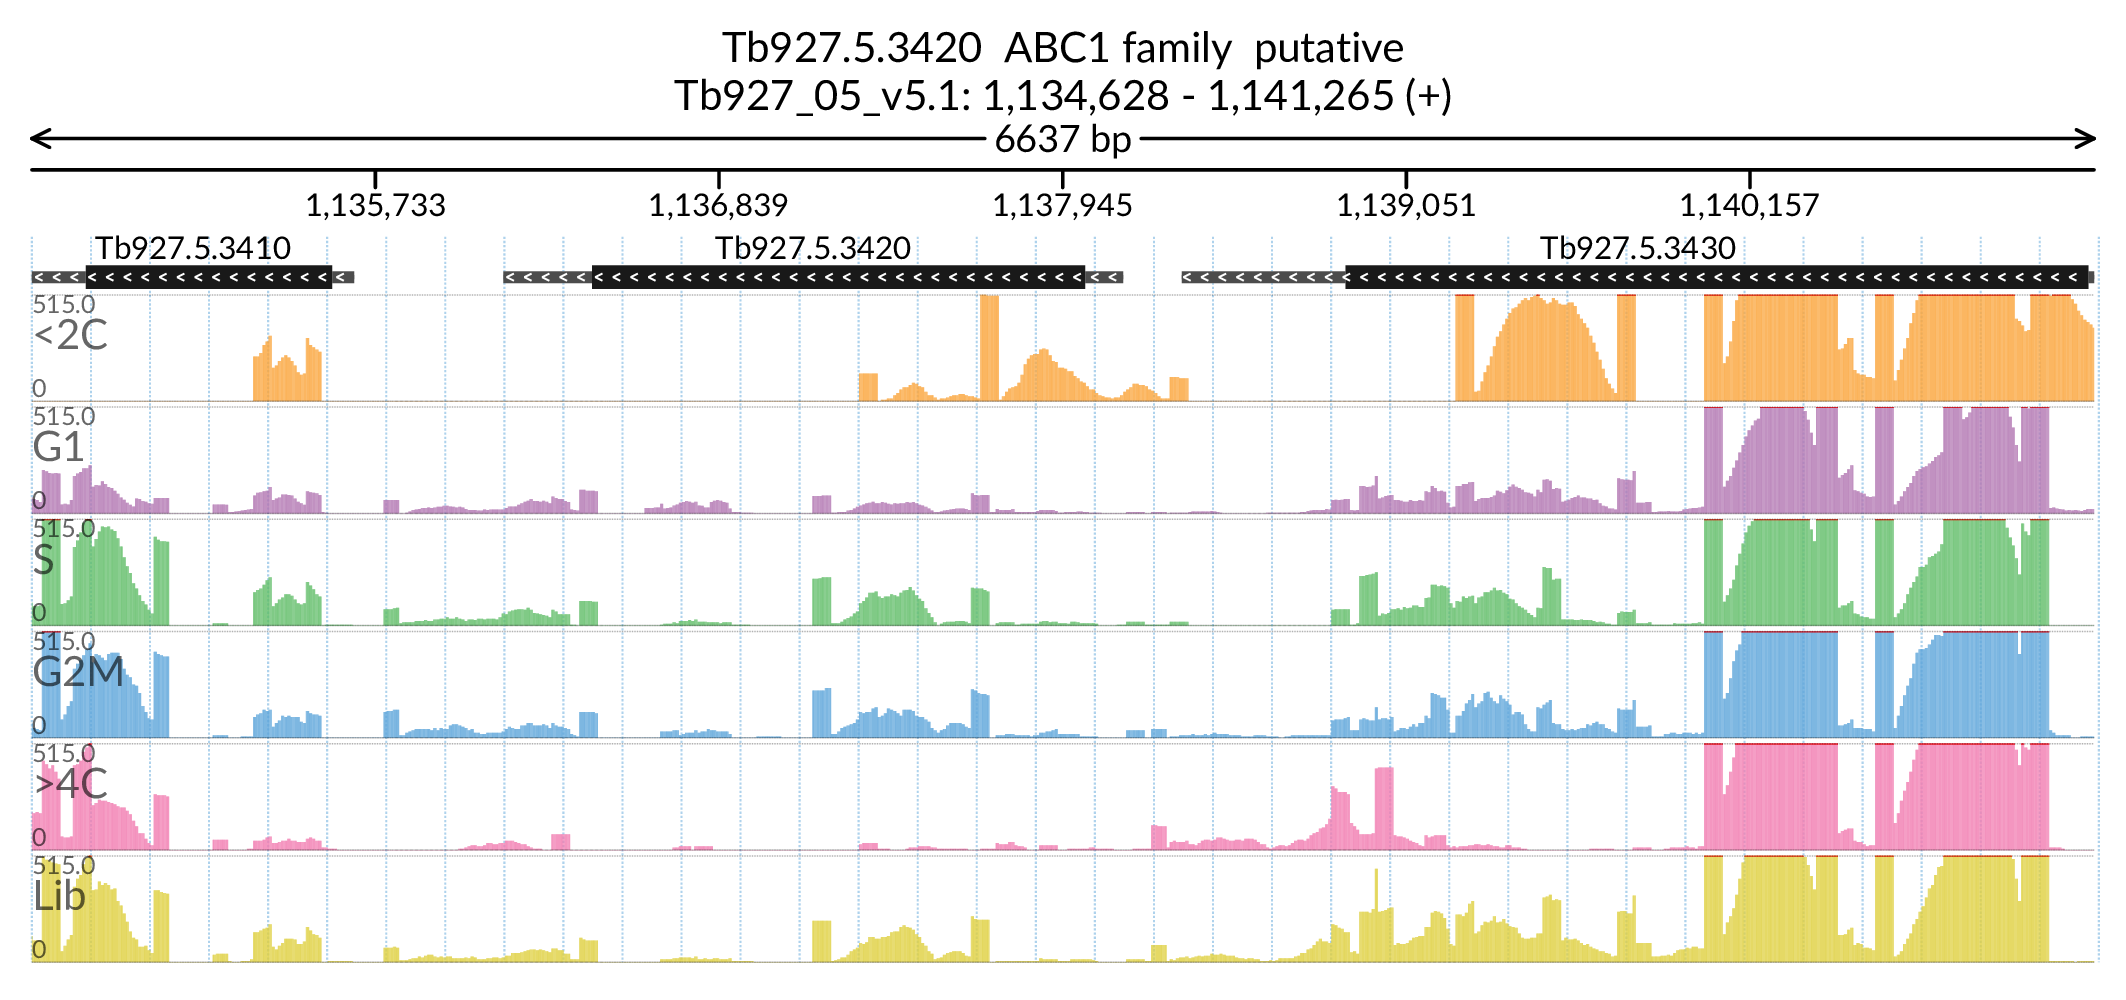 Tb927.5.3420  ABC1 family  putative
Tb927_05_v5.1: 1,134,628 - 1,141,265 (+)
6637 bp
1,135,733 1,136,839 1,137,945 1,139,051 1,140,157
Tb927.5.3410 Tb927.5.3420 Tb927.5.3430
515.0
<2C
0
515.0
G1
0
515.0
S
0
515.0
G2M
0
515.0
>4C
0
515.0
Lib
0